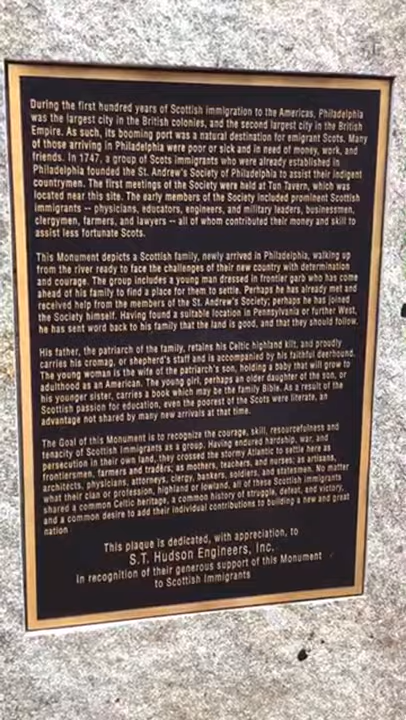 During the first hundred years of Scottish immigration to the Americas, Philadelphia
was the largest city in the British colonies, and the second largest city in the British
Empire. As such, its booming port was a natural destination for emigrant Scots. Many
of those arriving in Philadelphia were poor or sick and in need of money, work, and
friends. In 1747, a group of Scots immigrants who were already established in
Philadelphia founded the St. Andrew's Society of Philadelphia to assist their indigent
countrymen. The first meetings of the Society were held at Tun Tavern, which was
located near this site. The early members of the Society included prominent Scottish
immigrants -- physicians, educators, engineers, and military leaders, businessmen,
clergymen, farmers, and lawyers -- all of whom contributed their money and skill to
assist less fortunate Scots.
This Monument depicts a Scottish family, newly arrived in Philadelphia, walking up
from the river ready to face the challenges of their new country with determination
and courage. The group includes a young man dressed in frontier garb who has come
ahead of his family to find a place for them to settle. Perhaps he has already met and
received help from the members of the St. Andrew's Society; perhaps he has joined
the Society himself. Having found a suitable location in Pennsylvania or further West,
he has sent word back to his family that the land is good, and that they should follow.
His father, the patriarch of the family, retains his Celtic highland kilt, and proudly
carries his cromag, or shepherd's staff and is accompanied by his faithful deerhound.
The young woman is the wife of the patriarch's son, holding a baby that will grow to
adulthood as an American. The young girl, perhaps an older daughter of the son, or
his younger sister, carries a book which may be the family Bible. As a result of the
Scottish passion for education, even the poorest of the Scots were literate, an
advantage not shared by many new arrivals at that time.
The Goal of this Monument is to recognize the courage, skill, resourcefulness and
tenacity of Scottish Immigrants as a group. Having endured hardship, war, and
persecution in their own land, they crossed the stormy Atlantic to settle here as
frontiersmen, farmers and traders; as mothers, teachers, and nurses; as artisans,
architects, physicians, attorneys, clergy, bankers, soldiers, and statesmen. No matter
what their clan or profession, highland or lowland, all of these Scottish immigrants
shared a common Celtic heritage, a common history of struggle, defeat, and victory,
and a common desire to add their individual contributions to building a new and great
nation.
This plaque is dedicated, with appreciation, to
S.T. Hudson Engineers, Inc.
in recognition of their generous support of this Monument
to Scottish Immigrants